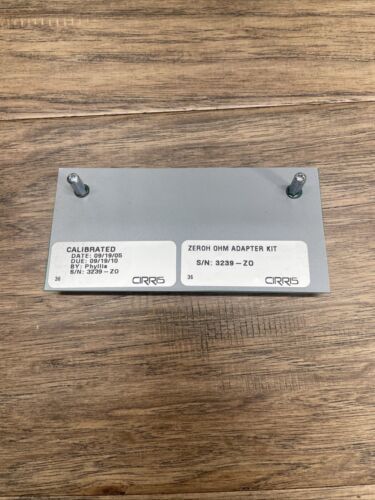 CALIBRATED
DATE: 09/19/05
DUE: 09/19/10
BY: Phyllis
S/N: 3239-ZO
36
CIRRIS
ZEROH OHM ADAPTER KIT
S/N: 3239-ZO
36
CIRRIS